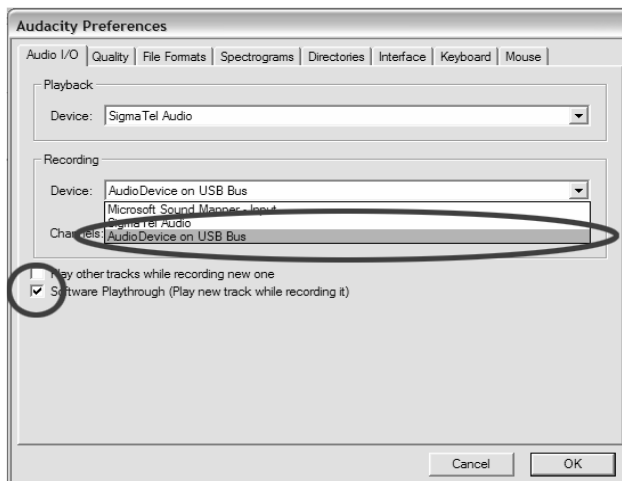 Audacity Preferences
Audio I/O Quality File Formats Spectrograms Directories Interface Keyboard Mouse
Playback
Device: SigmaTel Audio
Recording
Device: AudioDevice on USB Bus
Microsoft Sound Mapper - Input
SigmaTel Audio
Channels: AudioDevice on USB Bus
Play other tracks while recording new one
Software Playthrough (Play new track while recording it)
Cancel OK